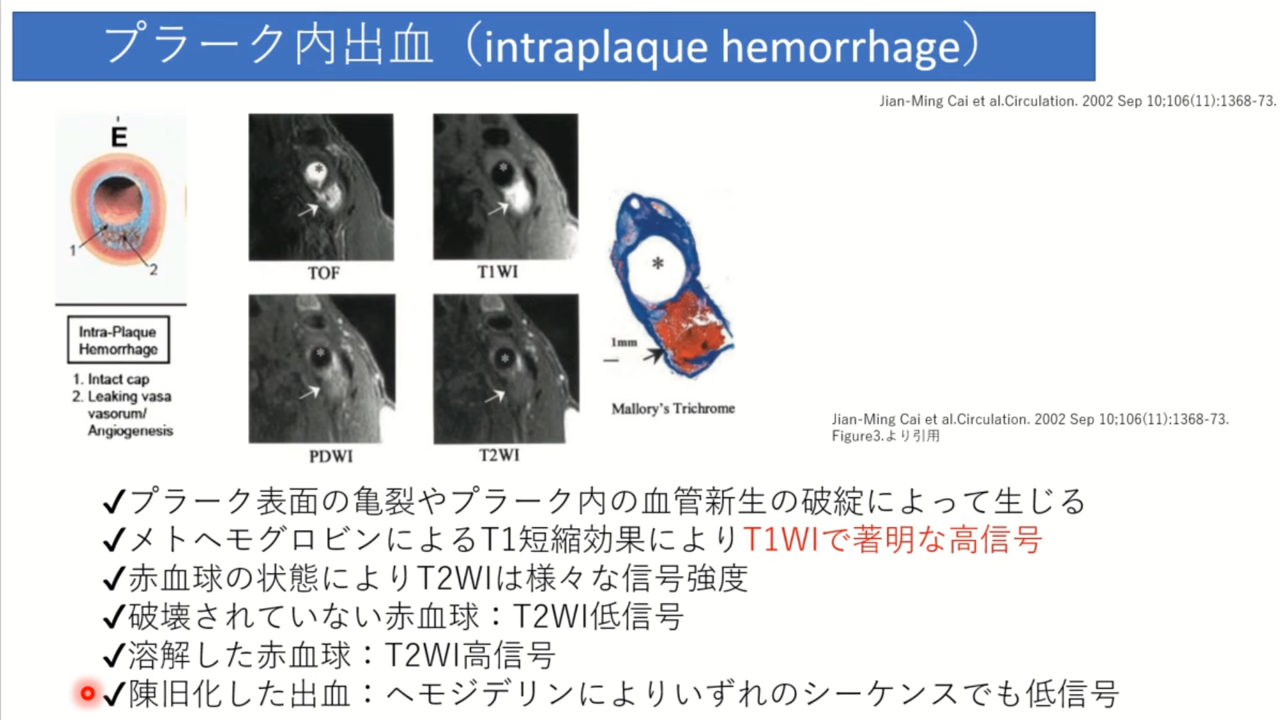 プラーク内出血（intraplaque hemorrhage）
Jian-Ming Cai et al.Circulation. 2002 Sep 10;106(11):1368-73.
E
1
2
Intra-Plaque
Hemorrhage
1. Intact cap
2. Leaking vasa
vasorum/
Angiogenesis
*
*
TOF
T1WI
*
*
PDWI
T2WI
*
1mm
Mallory's Trichrome
Jian-Ming Cai et al.Circulation. 2002 Sep 10;106(11):1368-73.
Figure3.より引用
✓プラーク表面の亀裂やプラーク内の血管新生の破綻によって生じる
✓メトヘモグロビンによるT1短縮効果によりT1WIで著明な高信号
✓赤血球の状態によりT2WIは様々な信号強度
✓破壊されていない赤血球：T2WI低信号
✓溶解した赤血球：T2WI高信号
✓陳旧化した出血：ヘモジデリンによりいずれのシーケンスでも低信号